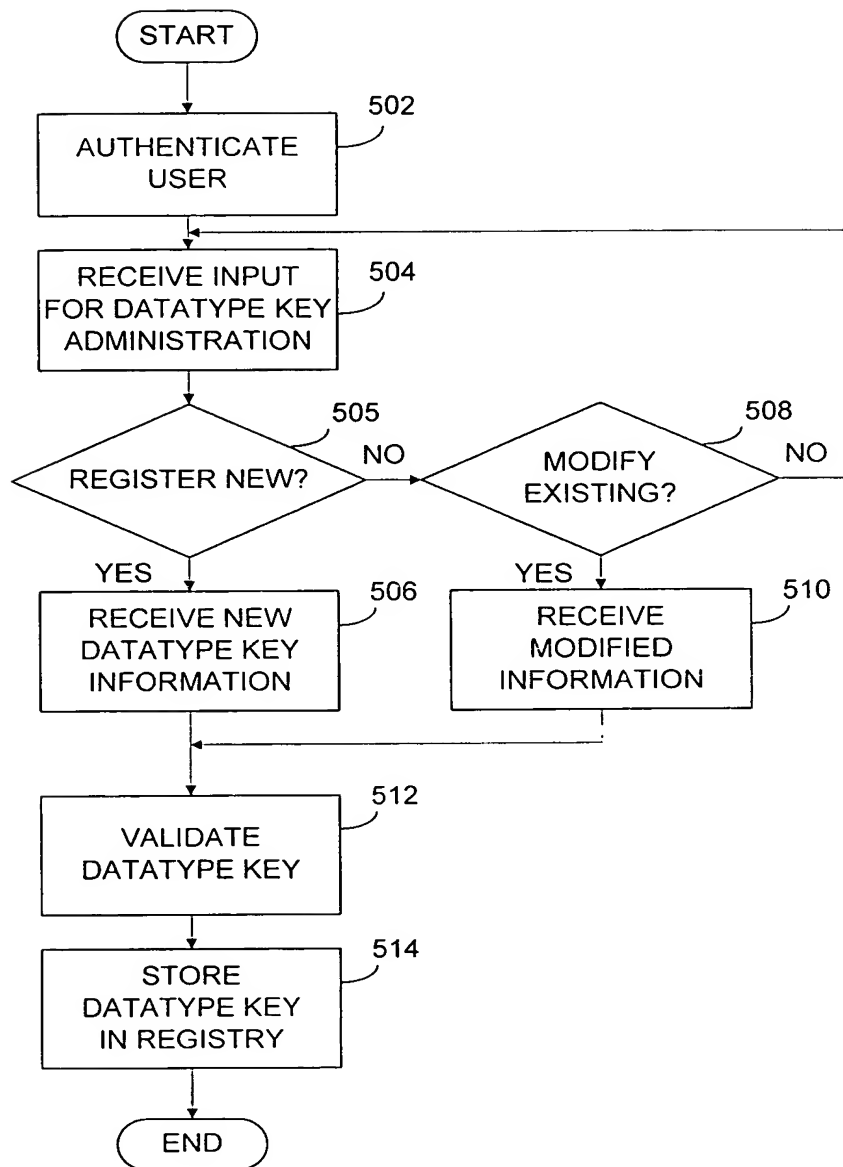 START
502
AUTHENTICATE
USER
RECEIVE INPUT
FOR DATATYPE KEY
ADMINISTRATION
504
505
REGISTER NEW?
NO
508
MODIFY
EXISTING?
NO
YES
RECEIVE NEW
DATATYPE KEY
INFORMATION
506
YES
RECEIVE
MODIFIED
INFORMATION
510
512
VALIDATE
DATATYPE KEY
514
STORE
DATATYPE KEY
IN REGISTRY
END